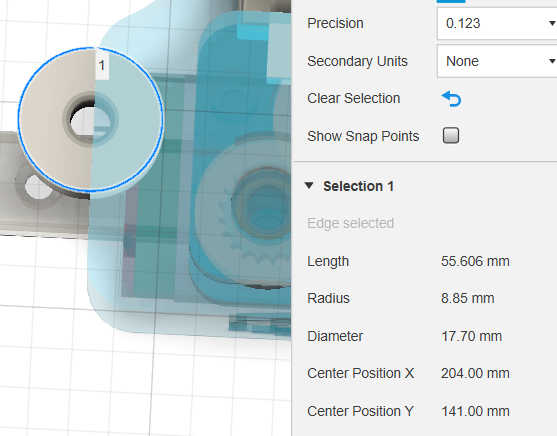 1
Precision 0.123
Secondary Units None
Clear Selection
Show Snap Points
Selection 1
Edge selected
Length 55.606 mm
Radius 8.85 mm
Diameter 17.70 mm
Center Position X 204.00 mm
Center Position Y 141.00 mm